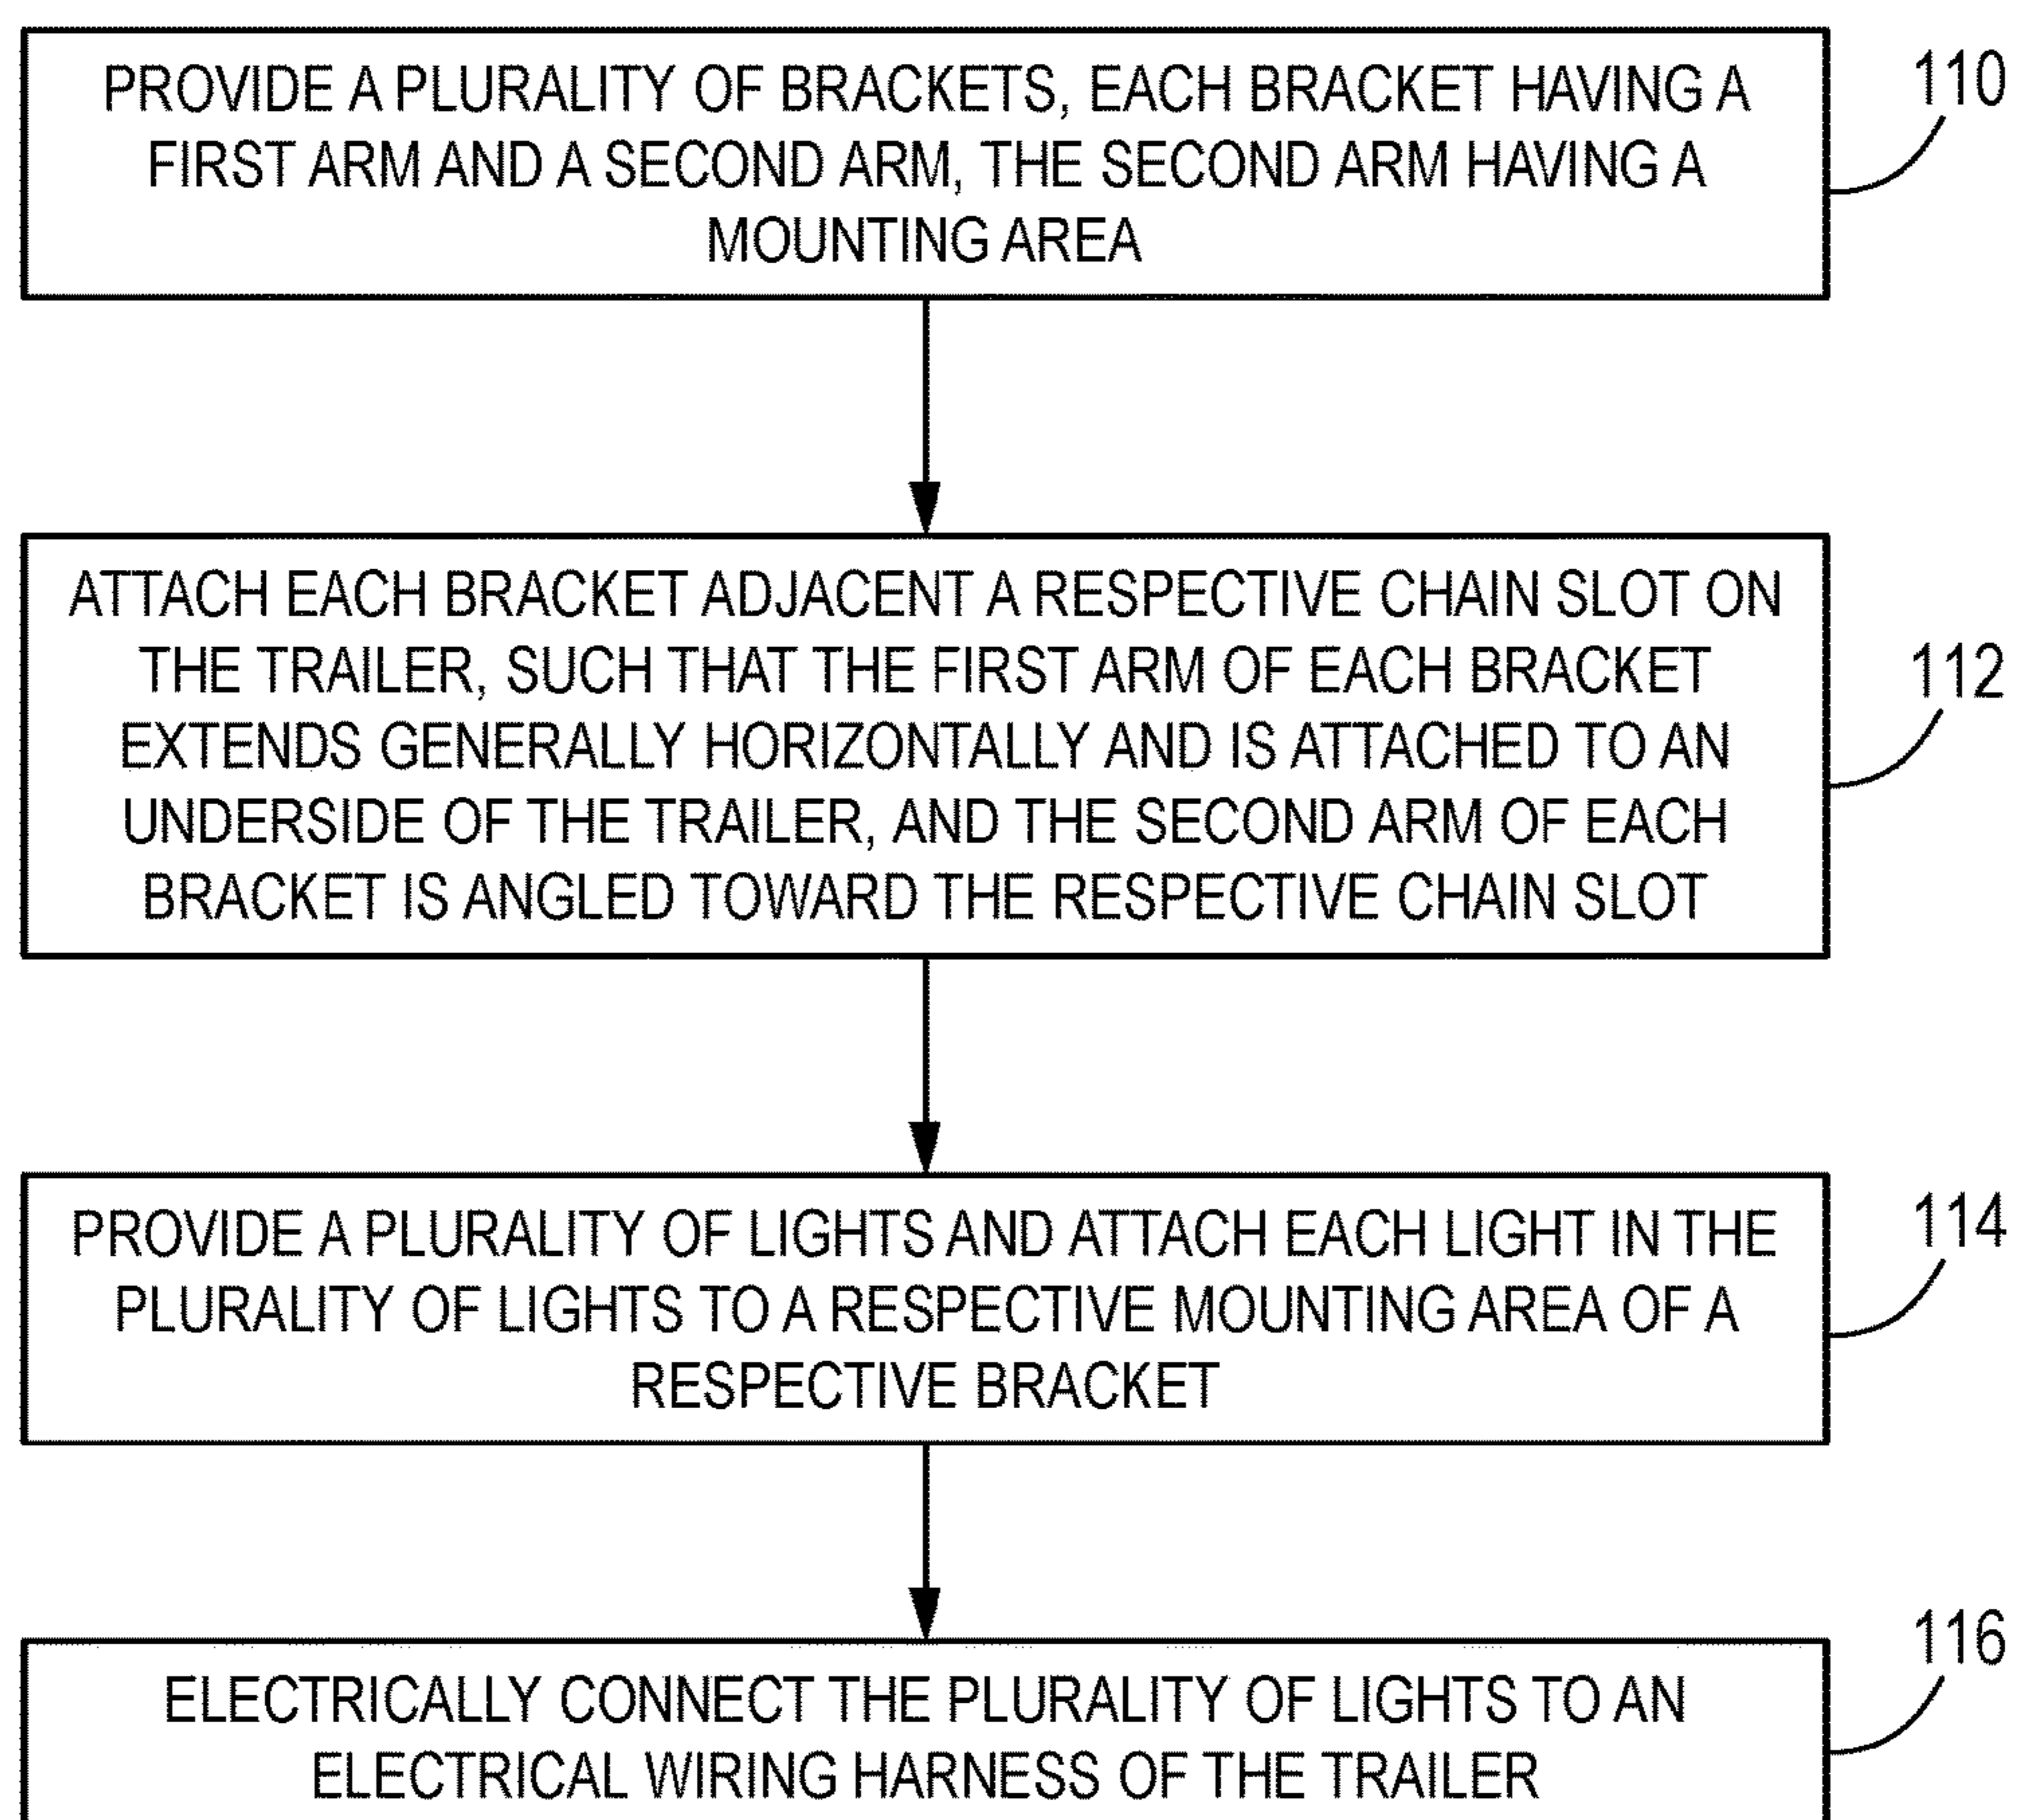 PROVIDE A PLURALITY OF BRACKETS, EACH BRACKET HAVING A
FIRST ARM AND A SECOND ARM, THE SECOND ARM HAVING A
MOUNTING AREA
110
ATTACH EACH BRACKET ADJACENT A RESPECTIVE CHAIN SLOT ON
THE TRAILER, SUCH THAT THE FIRST ARM OF EACH BRACKET
EXTENDS GENERALLY HORIZONTALLY AND IS ATTACHED TO AN
UNDERSIDE OF THE TRAILER, AND THE SECOND ARM OF EACH
BRACKET IS ANGLED TOWARD THE RESPECTIVE CHAIN SLOT
112
PROVIDE A PLURALITY OF LIGHTS AND ATTACH EACH LIGHT IN THE
PLURALITY OF LIGHTS TO A RESPECTIVE MOUNTING AREA OF A
RESPECTIVE BRACKET
114
ELECTRICALLY CONNECT THE PLURALITY OF LIGHTS TO AN
ELECTRICAL WIRING HARNESS OF THE TRAILER
116